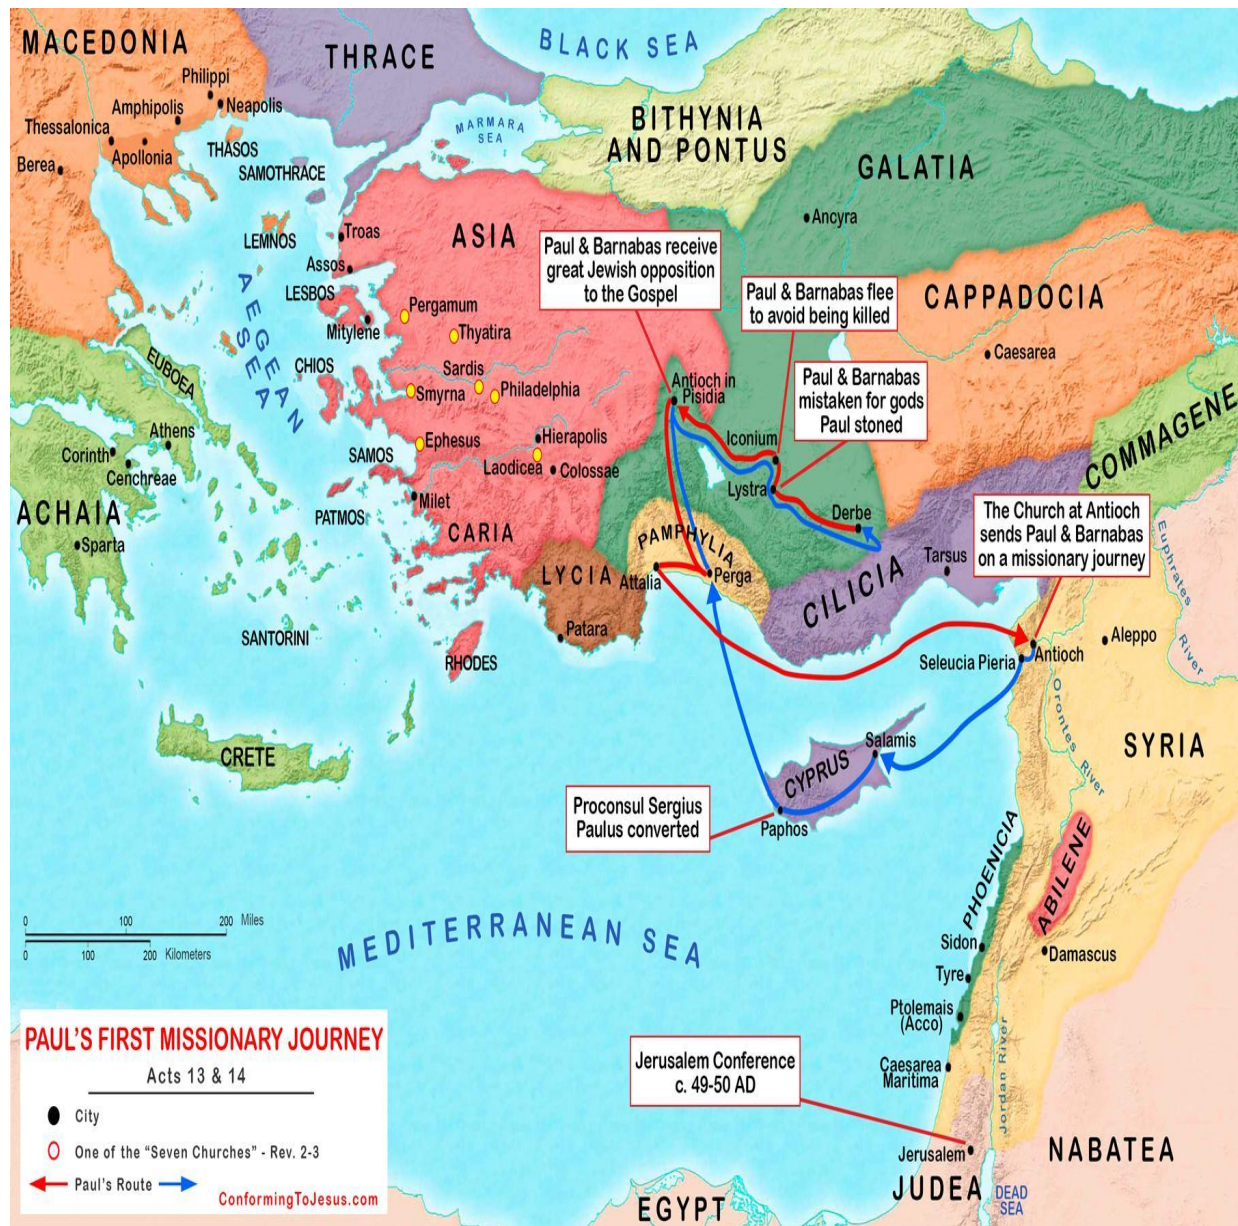 MACEDONIA
THRACE
BLACK SEA
Philippi
Neapolis
Amphipolis
Thessalonica
Apollonia
Berea
THASOS
SAMOTHRACE
MARMARA
SEA
BITHYNIA
AND PONTUS
GALATIA
Ancyra
LEMNOS
Troas
ASIA
Assos
LESBOS
Mitylene
AEGEAN
SEA
Pergamum
Thyatira
Paul & Barnabas receive
great Jewish opposition
to the Gospel
Paul & Barnabas flee
to avoid being killed
CAPPADOCIA
Caesarea
EUBOEA
CHIOS
Sardis
Smyrna
Philadelphia
Antioch in
Pisidia
Paul & Barnabas
mistaken for gods
Paul stoned
COMMAGENE
Athens
Corinth
Cenchreae
SAMOS
Ephesus
Hierapolis
Laodicea
Colossae
Iconium
Lystra
Derbe
ACHAIA
Sparta
PATMOS
Milet
CARIA
PAMPHYLIA
The Church at Antioch
sends Paul & Barnabas
on a missionary journey
Euphrates
River
LYCIA
Attalia
Perga
CILICIA
Tarsus
Patara
SANTORINI
RHODES
Seleucia Pieria
Antioch
Aleppo
Orontes River
SYRIA
CRETE
CYPRUS
Salamis
Paphos
Proconsul Sergius
Paulus converted
PHOENICIA
ABILENE
0 100 200 Miles
0 100 200 Kilometers
MEDITERRANEAN SEA
Sidon
Damascus
Tyre
Ptolemais
(Acco)
Caesarea
Maritima
Jordan River
Jerusalem Conference
c. 49-50 AD
Jerusalem
JUDEA
NABATEA
DEAD
SEA
EGYPT
PAUL'S FIRST MISSIONARY JOURNEY
Acts 13 & 14
City
One of the “Seven Churches” - Rev. 2-3
Paul's Route
ConformingToJesus.com